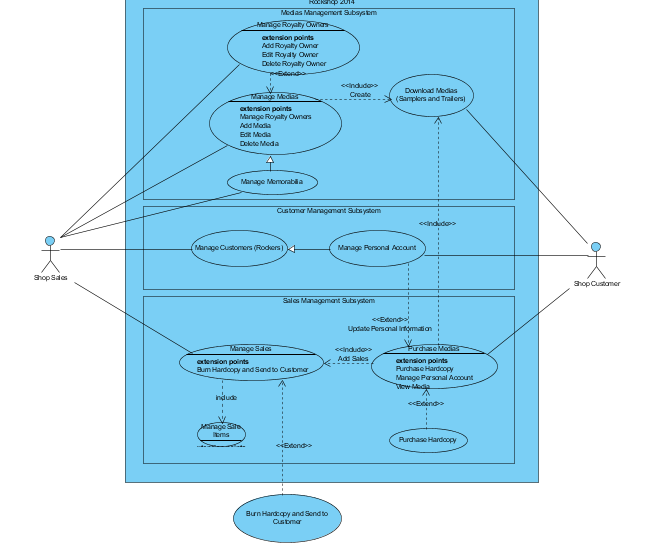 Rockshop 2014
Medias Management Subsystem
Manage Royalty Owners
extension points
Add Royalty Owner
Edit Royalty Owner
Delete Royalty Owner
<<Extend>>
Manage Medias
extension points
Manage Royalty Owners
Add Media
Edit Media
Delete Media
<<Include>>
Create
Download Medias
(Samplers and Trailers)
Manage Memorabilia
Customer Management Subsystem
<<Include>>
Manage Customers (Rockers)
Manage Personal Account
Shop Sales
Shop Customer
Sales Management Subsystem
<<Extend>>
Update Personal Information
Manage Sales
extension points
Burn Hardcopy and Send to Customer
<<Include>>
Add Sales
Purchase Medias
extension points
Purchase Hardcopy
Manage Personal Account
View Media
include
<<Extend>>
Manage Sale
Items
<<Extend>>
Purchase Hardcopy
Burn Hardcopy and Send to
Customer